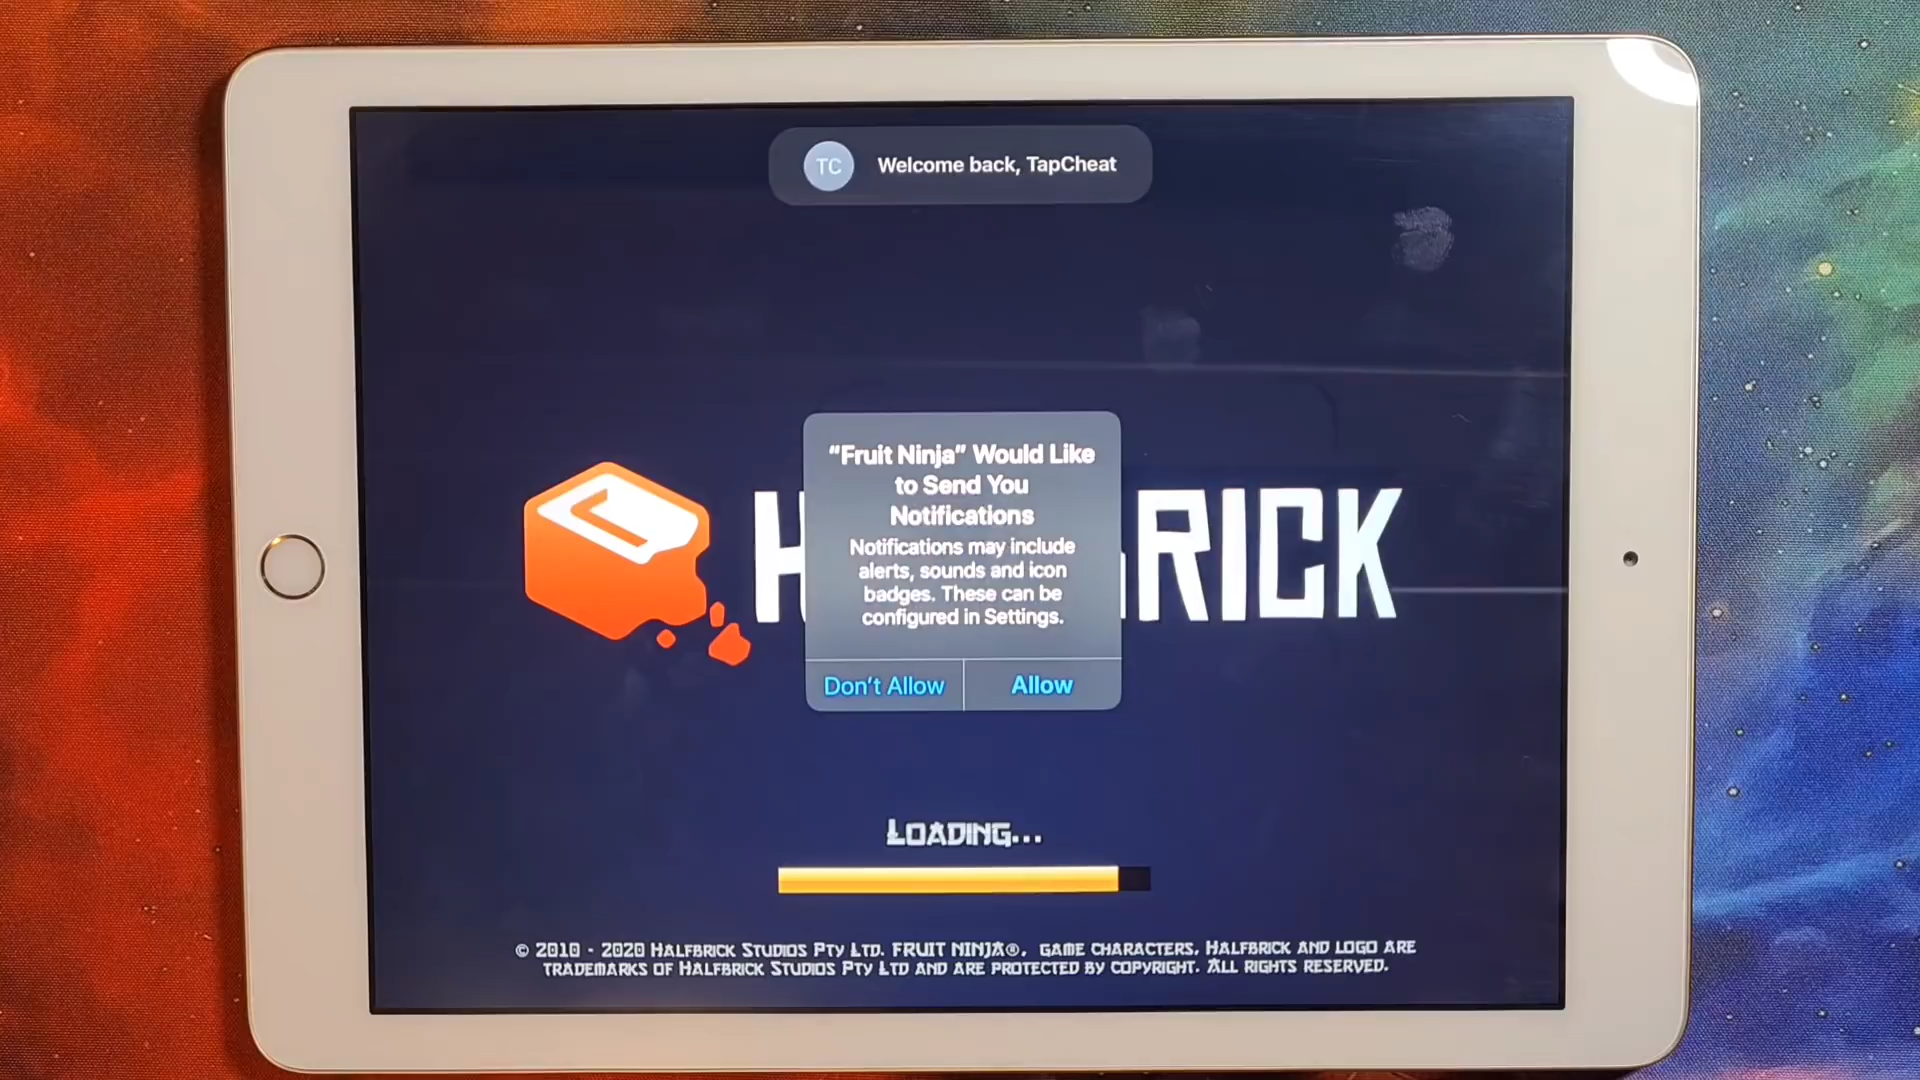 TC Welcome back, TapCheat
“Fruit Ninja” Would Like
to Send You
Notifications
Notifications may include
alerts, sounds and icon
badges. These can be
configured in Settings.
Don’t Allow Allow
H RICK
LOADING...
© 2010 - 2020 HALFBRICK STUDIOS PTY LTD. FRUIT NINJA®, GAME CHARACTERS, HALFBRICK AND LOGO ARE
TRADEMARKS OF HALFBRICK STUDIOS PTY LTD AND ARE PROTECTED BY COPYRIGHT. ALL RIGHTS RESERVED.